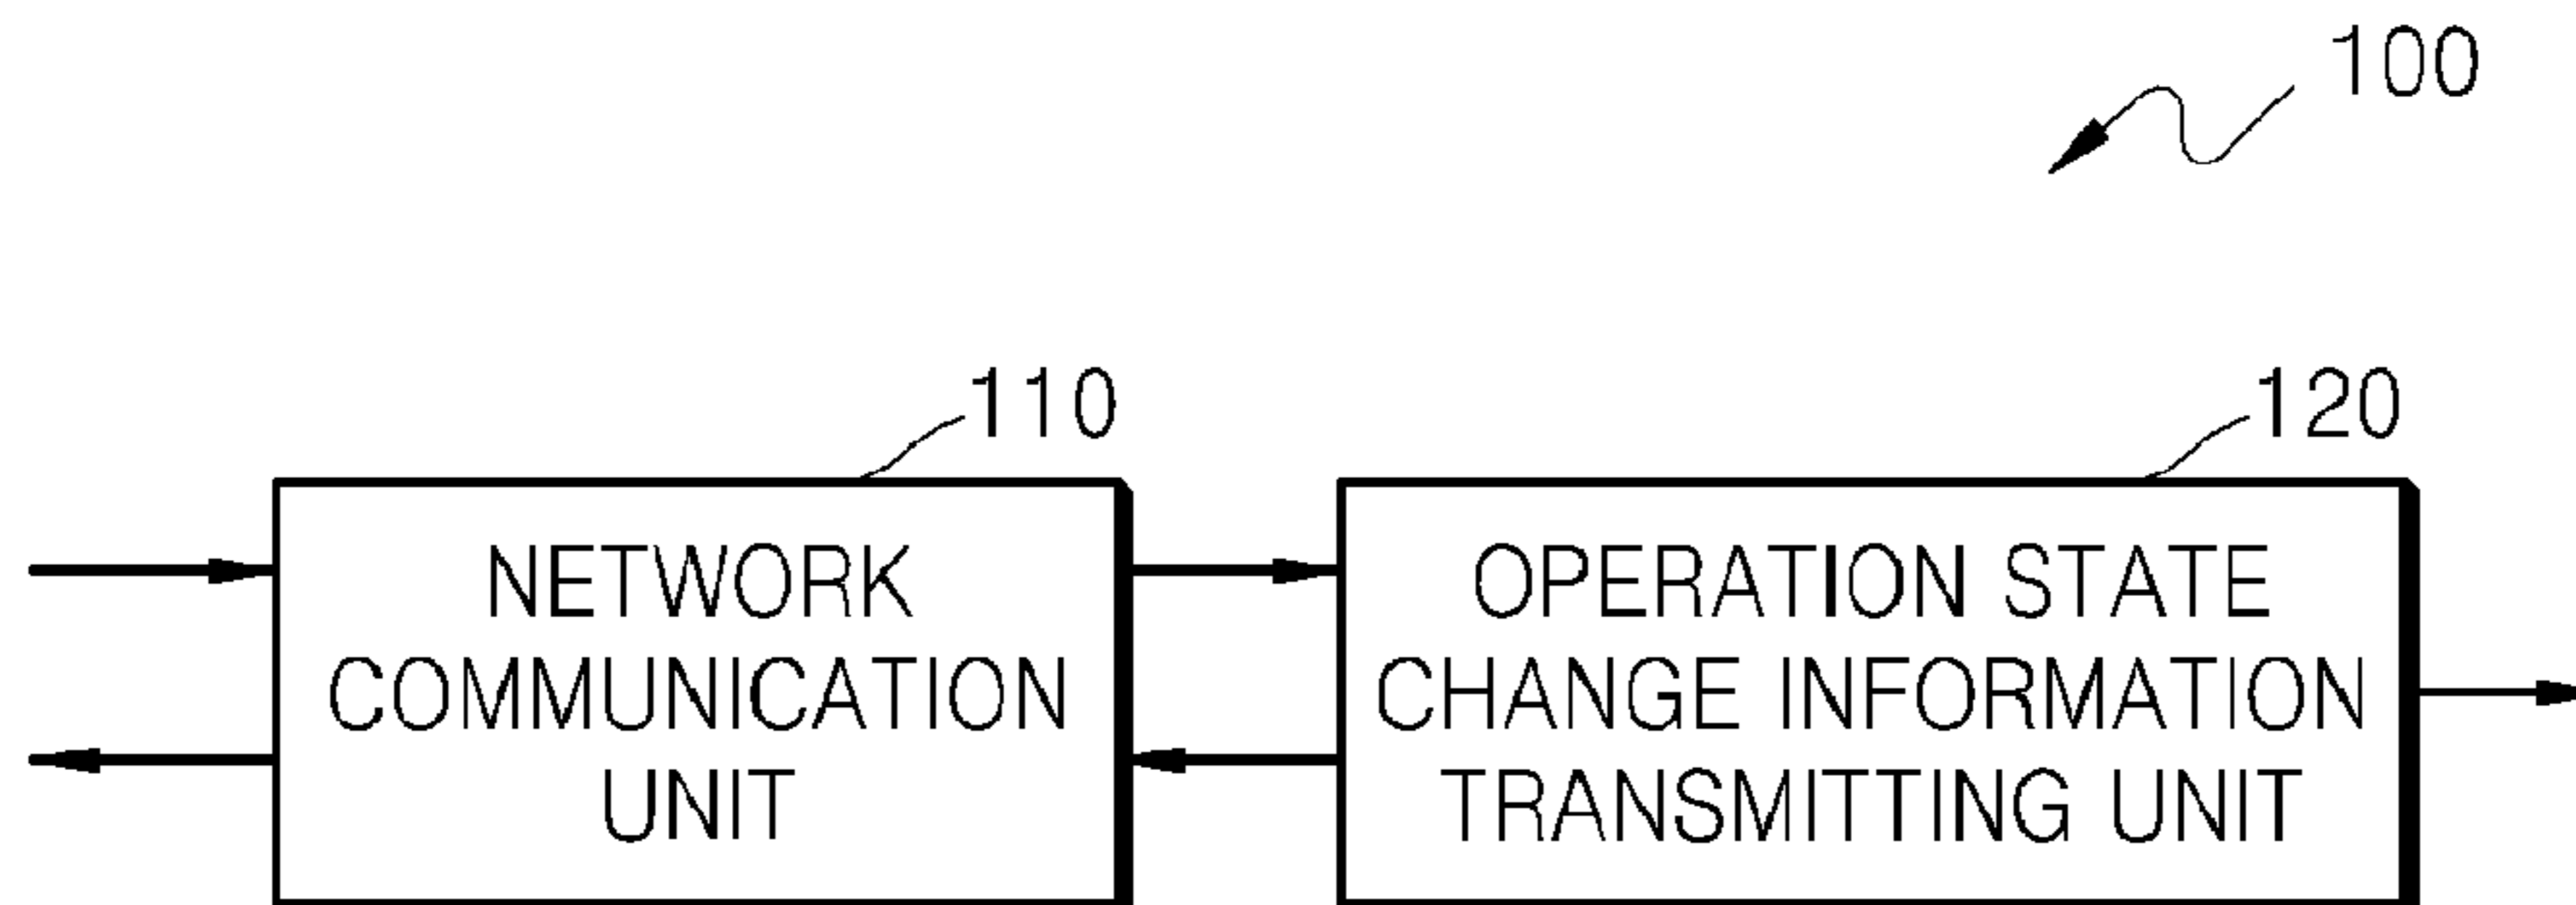 100
110
120
NETWORK
COMMUNICATION
UNIT
OPERATION STATE
CHANGE INFORMATION
TRANSMITTING UNIT